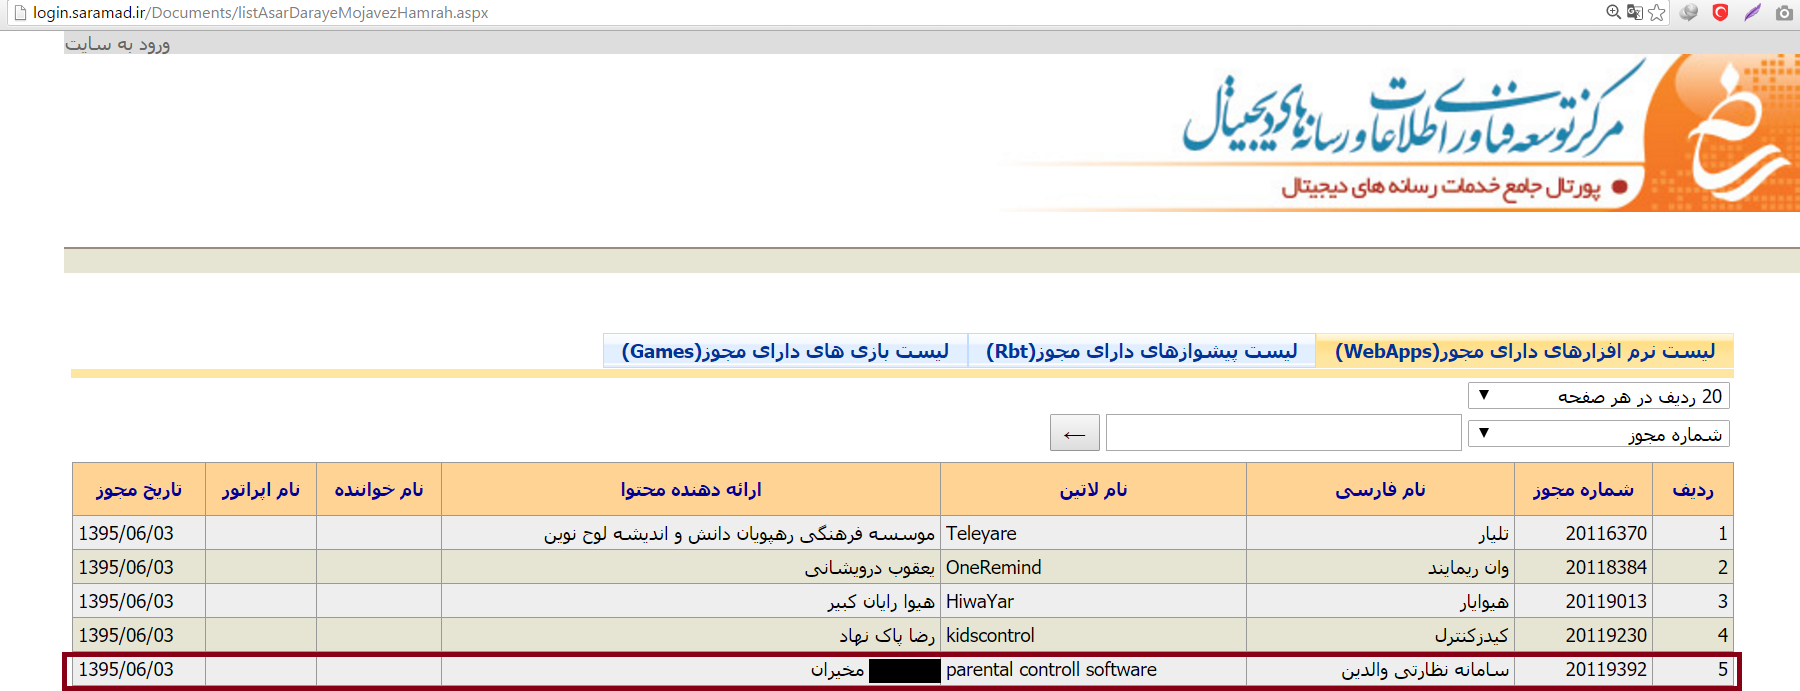 login.saramad.ir/Documents/listAsarDarayeMojavezHamrah.aspx
ورود به سایت
مرکز توسعه فناوری اطلاعات و رسانه های دیجیتال
پورتال جامع خدمات رسانه های دیجیتال
لیست نرم افزارهای دارای مجوز(WebApps) لیست پیشوازهای دارای مجوز(Rbt) لیست بازی های دارای مجوز(Games)
20 ردیف در هر صفحه
شماره مجوز ←
ردیف شماره مجوز نام فارسی نام لاتین ارائه دهنده محتوا نام خواننده نام اپراتور تاریخ مجوز
1 20116370 تلیار Teleyare موسسه فرهنگی رهپویان دانش و اندیشه لوح نوین 1395/06/03
2 20118384 وان ریمایند OneRemind یعقوب درویشانی 1395/06/03
3 20119013 هیوایار HiwaYar هیوا رایان کبیر 1395/06/03
4 20119230 کیدزکنترل kidscontrol رضا پاک نهاد 1395/06/03
5 20119392 سامانه نظارتی والدین parental controll software مخیران 1395/06/03